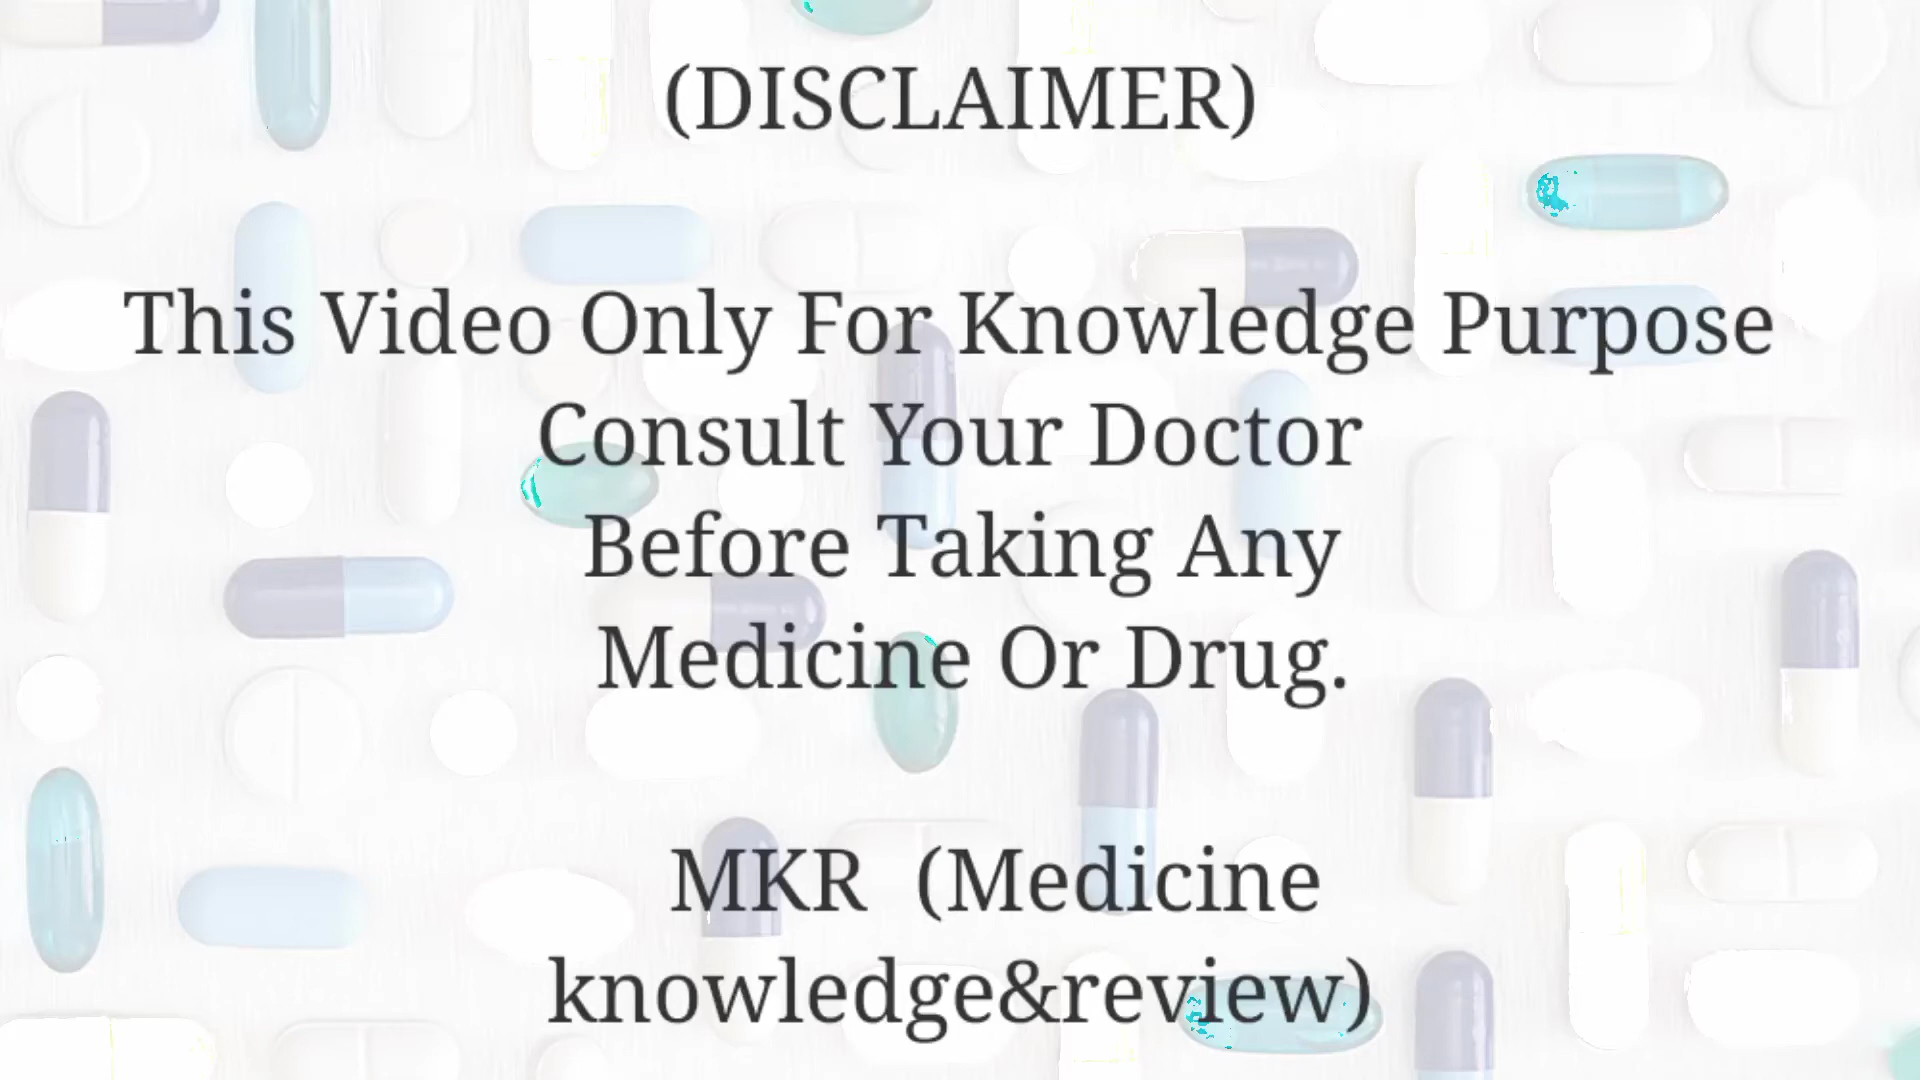 (DISCLAIMER)
This Video Only For Knowledge Purpose
Consult Your Doctor
Before Taking Any
Medicine Or Drug.
MKR (Medicine
knowledge&review)